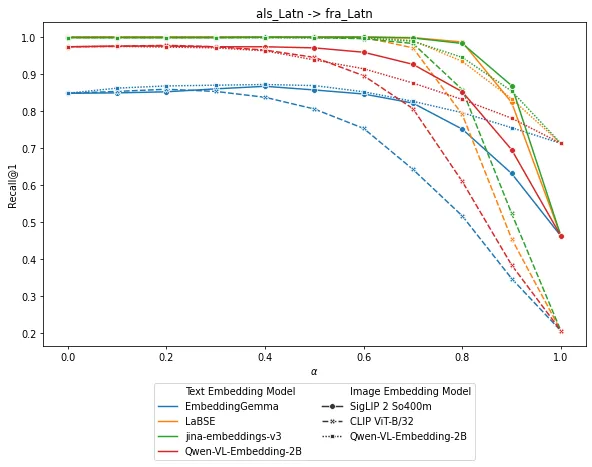 als_Latn -> fra_Latn
Recall@1
1.0
0.9
0.8
0.7
0.6
0.5
0.4
0.3
0.2
0.0
0.2
0.4
0.6
0.8
1.0
α
Text Embedding Model
EmbeddingGemma
LaBSE
jina-embeddings-v3
Qwen-VL-Embedding-2B
Image Embedding Model
SigLIP 2 So400m
CLIP ViT-B/32
Qwen-VL-Embedding-2B